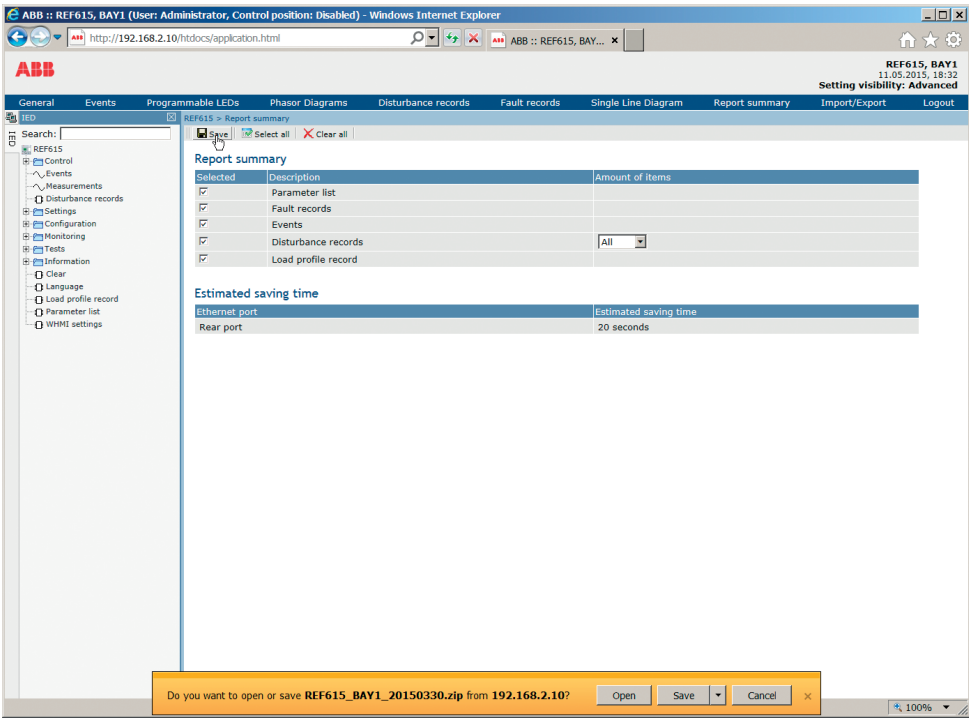 ABB :: REF615, BAY1 (User: Administrator, Control position: Disabled) - Windows Internet Explorer
ABB http://192.168.2.10/htdocs/application.html ABB ABB :: REF615, BAY...
ABB
REF615, BAY1
11.05.2015, 18:32
Setting visibility: Advanced
General Events Programmable LEDs Phasor Diagrams Disturbance records Fault records Single Line Diagram Report summary Import/Export Logout
IED
IED
Search:
REF615
Control
Events
Measurements
Disturbance records
Settings
Configuration
Monitoring
Tests
Information
Clear
Language
Load profile record
Parameter list
WHMI settings
REF615 > Report summary
Save Select all Clear all
Report summary
Selected Description Amount of items
Parameter list
Fault records
Events
Disturbance records All
Load profile record
Estimated saving time
Ethernet port Estimated saving time
Rear port 20 seconds
Do you want to open or save REF615_BAY1_20150330.zip from 192.168.2.10? Open Save Cancel
100%